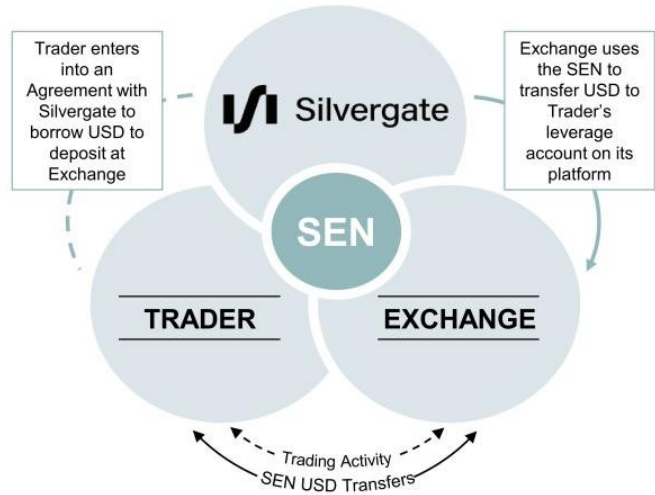 Trader enters
into an
Agreement with
Silvergate to
borrow USD to
deposit at
Exchange
Silvergate
Exchange uses
the SEN to
transfer USD to
Trader's
leverage
account on its
platform
SEN
TRADER
EXCHANGE
Trading Activity
SEN USD Transfers